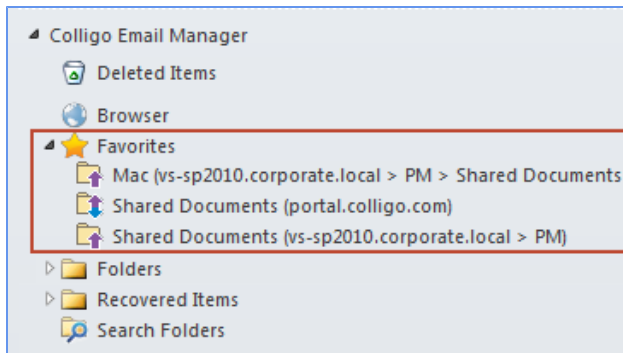 Colligo Email Manager
Deleted Items
Browser
Favorites
Mac (vs-sp2010.corporate.local > PM > Shared Documents
Shared Documents (portal.colligo.com)
Shared Documents (vs-sp2010.corporate.local > PM)
Folders
Recovered Items
Search Folders